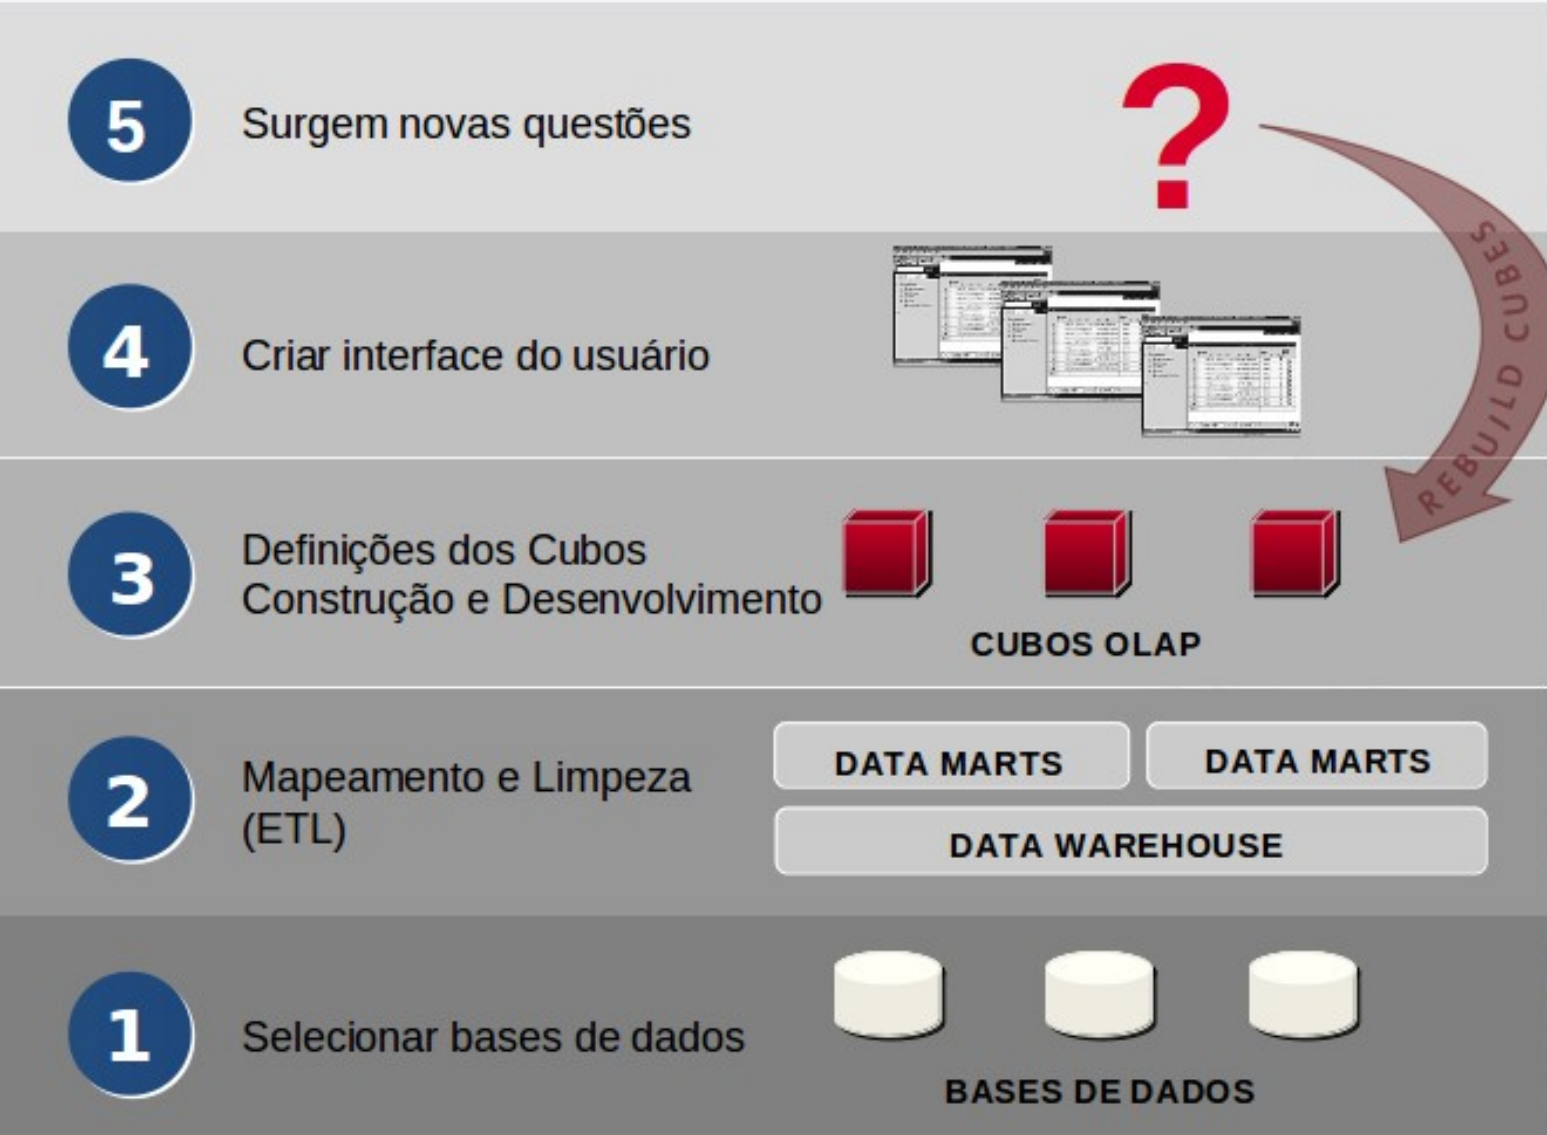 5
Surgem novas questões
?
REBUILD CUBES
4
Criar interface do usuário
3
Definições dos Cubos
Construção e Desenvolvimento
CUBOS OLAP
2
Mapeamento e Limpeza
(ETL)
DATA MARTS
DATA MARTS
DATA WAREHOUSE
1
Selecionar bases de dados
BASES DE DADOS